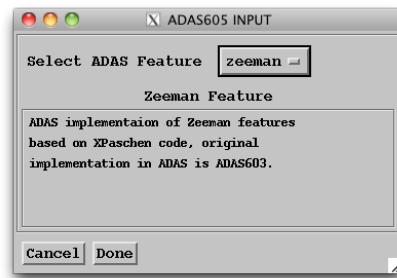 ADAS605 INPUT
Select ADAS Feature zeeman
Zeeman Feature
ADAS implementaion of Zeeman features
based on XPaschen code, original
implementation in ADAS is ADAS603.
Cancel Done